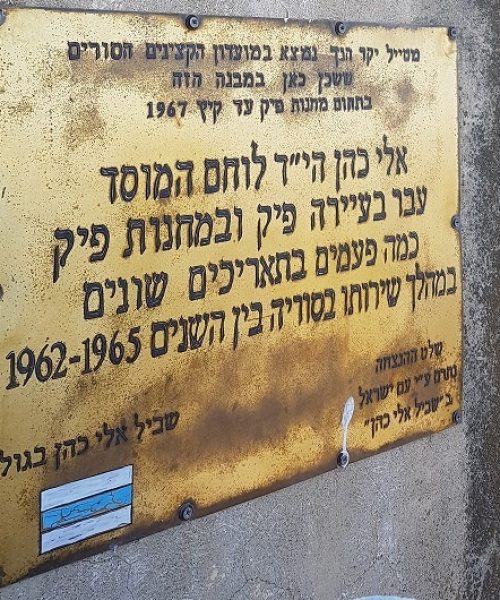 מטייל יקר הנך נמצא במועדון הקצינים הסורים
ששכן כאן במבנה הזה
בתחום מחנות פיק עד קיץ 1967
אלי כהן הי״ד לוחם המוסד
עבר בעיירה פיק ובמחנות פיק
כמה פעמים בתאריכים שונים
במהלך שירותו בסוריה בין השנים 1962-1965
שלט ההנצחה
נתרם ע״י עם ישראל
ב״שביל אלי כהן״
שביל אלי כהן בגול